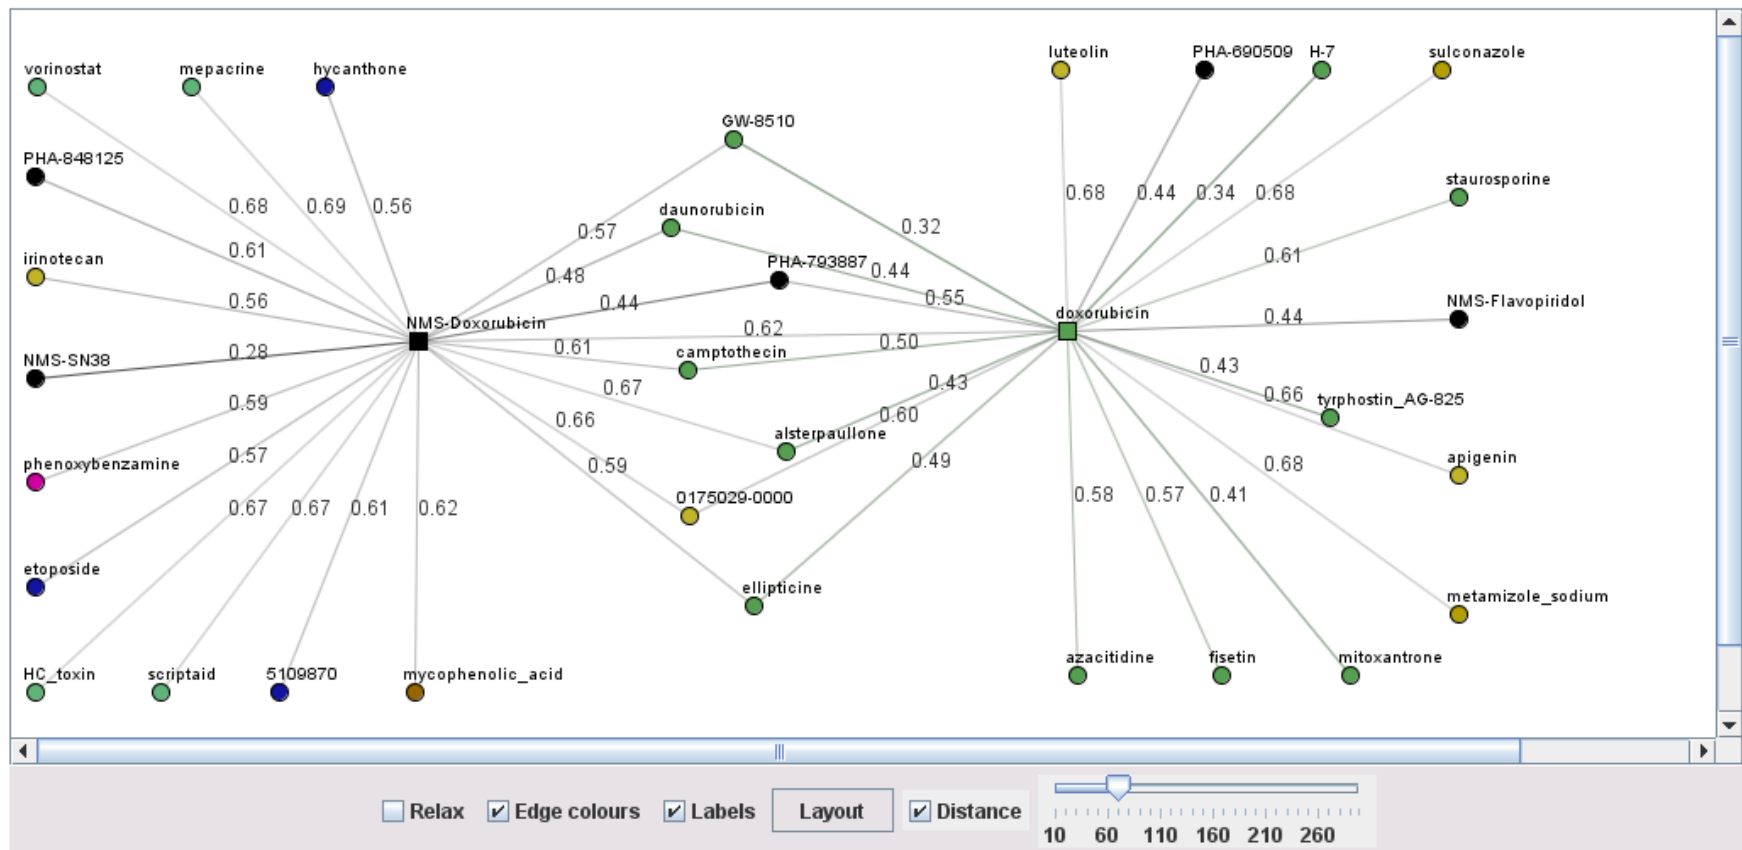 luteolin
PHA-690509
H-7
sulconazole
vorinostat
mepacrine
hycanthone
GW-8510
PHA-848125
staurosporine
0.68
0.69
0.56
daunorubicin
0.68
0.44
0.34
0.68
0.57
0.32
0.61
irinotecan
PHA-793887
0.61
0.48
0.44
0.56
0.44
0.55
NMS-Flavopiridol
NMS-Doxorubicin
0.62
doxorubicin
0.44
NMS-SN38
0.28
0.61
camptothecin
0.50
0.43
0.67
0.43
0.66
tyrphostin_AG-825
0.59
0.66
alsterpaullone
0.60
phenoxybenzamine
0.57
0.59
0.49
0.68
apigenin
0.67
0.67
0.61
0.62
0175029-0000
0.58
0.57
0.41
etoposide
ellipticine
metamizole_sodium
HC_toxin
scriptaid
5109870
mycophenolic_acid
azacitidine
fisetin
mitoxantrone
Relax
Edge colours
Labels
Layout
Distance
10 60 110 160 210 260